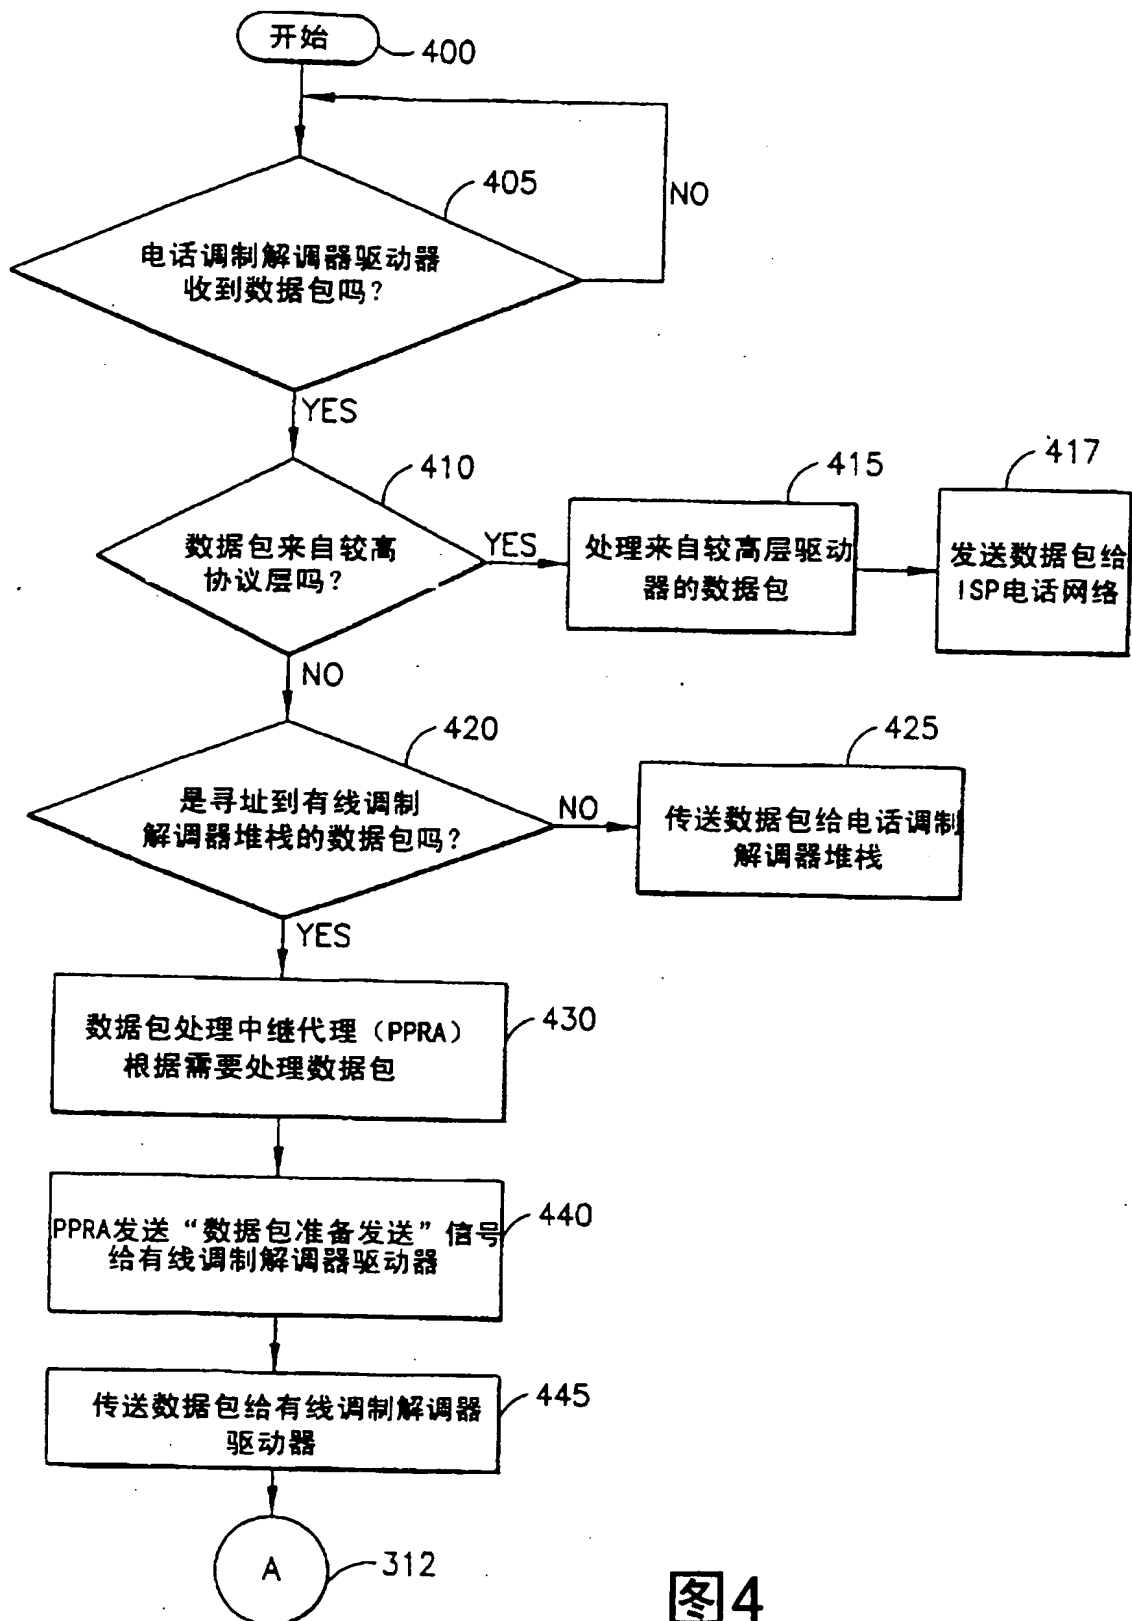 开始
400
NO
405
电话调制解调器驱动器
收到数据包吗?
YES
410
数据包来自较高
协议层吗?
YES
415
处理来自较高层驱动
器的数据包
417
发送数据包给
ISP电话网络
NO
420
是寻址到有线调制
解调器堆栈的数据包吗?
NO
425
传送数据包给电话调制
解调器堆栈
YES
430
数据包处理中继代理（PPRA）
根据需要处理数据包
440
PPRA发送“数据包准备发送”信号
给有线调制解调器驱动器
445
传送数据包给有线调制解调器
驱动器
A
312
图4